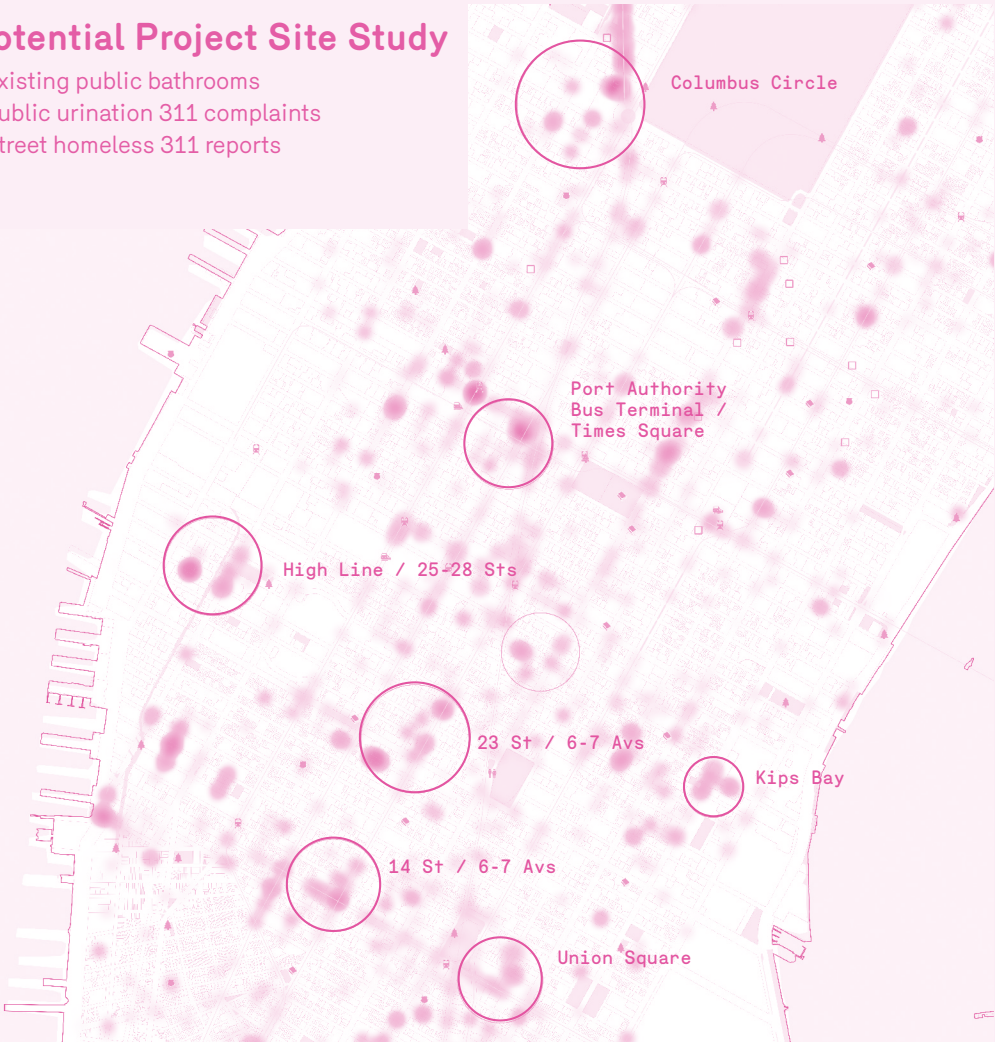 otential Project Site Study
xisting public bathrooms
ublic urination 311 complaints
treet homeless 311 reports
Columbus Circle
Port Authority
Bus Terminal /
Times Square
High Line / 25-28 Sts
23 St / 6-7 Avs
Kips Bay
14 St / 6-7 Avs
Union Square